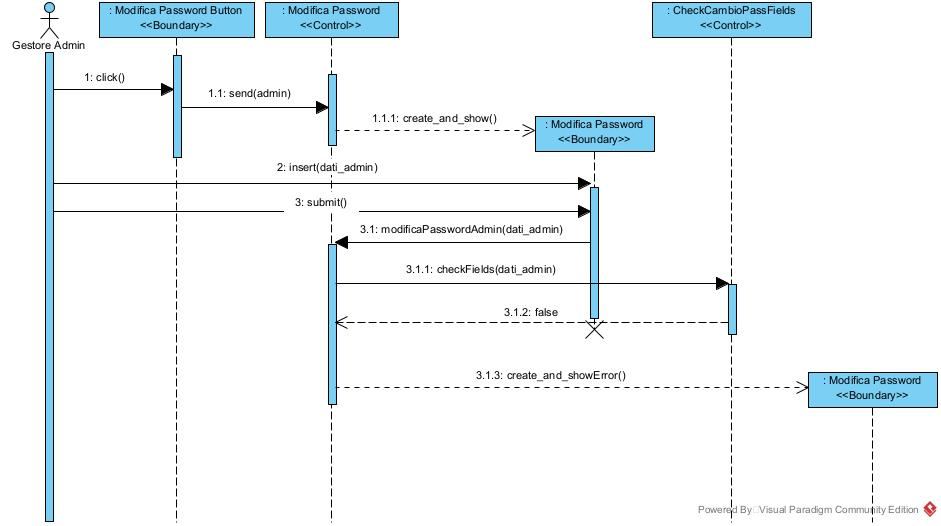 : Modifica Password Button
<<Boundary>>
: Modifica Password
<<Control>>
: CheckCambioPassFields
<<Control>>
Gestore Admin
1: click()
1.1: send(admin)
1.1.1: create_and_show()
: Modifica Password
<<Boundary>>
2: insert(dati_admin)
3: submit()
3.1: modificaPasswordAdmin(dati_admin)
3.1.1: checkFields(dati_admin)
3.1.2: false
3.1.3: create_and_showError()
: Modifica Password
<<Boundary>>
Powered By Visual Paradigm Community Edition